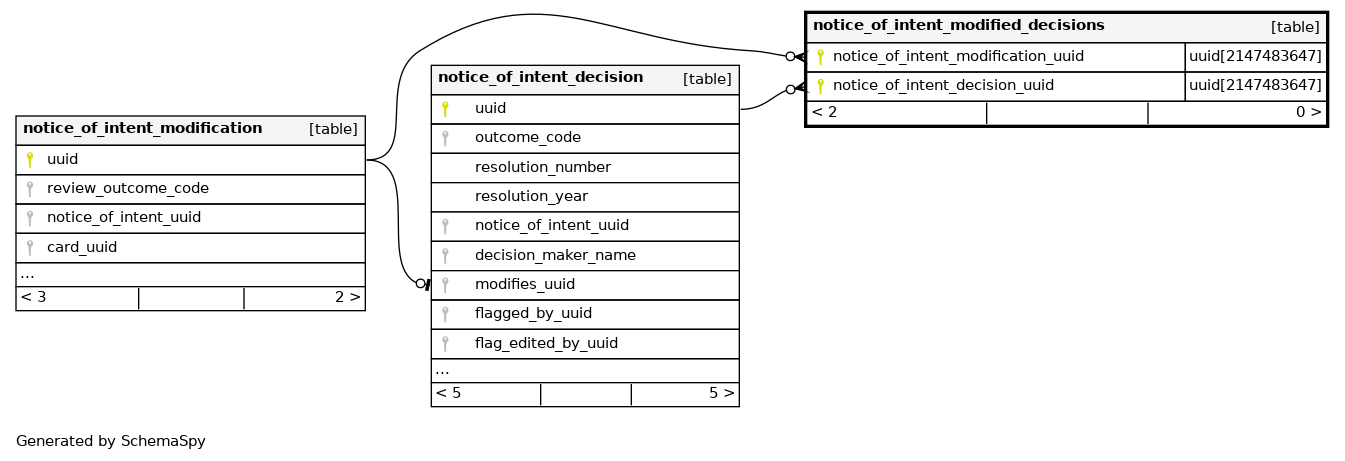 notice_of_intent_modified_decisions [table]
notice_of_intent_modification_uuid uuid[2147483647]
notice_of_intent_decision_uuid uuid[2147483647]
< 2 0 >
notice_of_intent_decision [table]
uuid
outcome_code
resolution_number
resolution_year
notice_of_intent_uuid
decision_maker_name
modifies_uuid
flagged_by_uuid
flag_edited_by_uuid
...
< 5 5 >
notice_of_intent_modification [table]
uuid
review_outcome_code
notice_of_intent_uuid
card_uuid
...
< 3 2 >
Generated by SchemaSpy